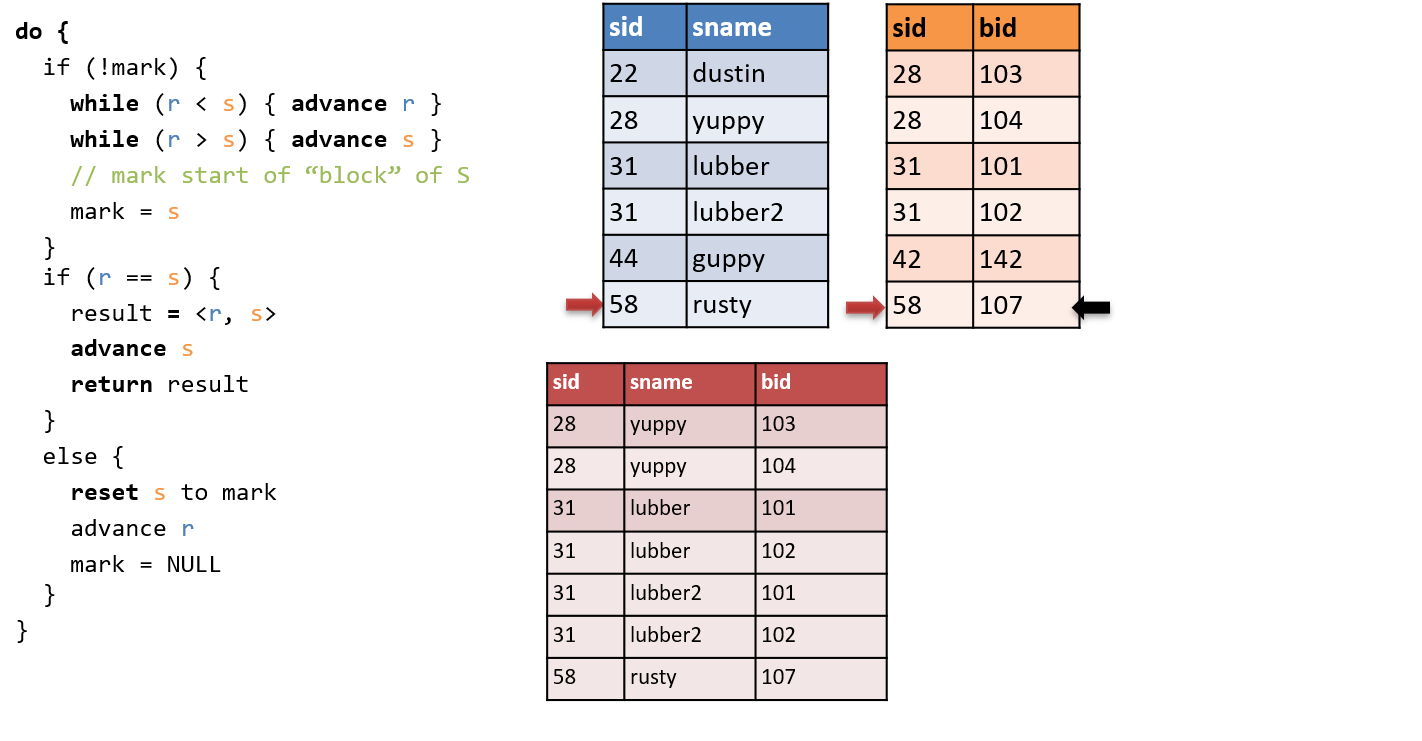 do {
if (!mark) {
while (r < s) { advance r }
while (r > s) { advance s }
// mark start of “block” of S
mark = s
}
if (r == s) {
result = <r, s>
advance s
return result
}
else {
reset s to mark
advance r
mark = NULL
}
}
sid sname
22 dustin
28 yuppy
31 lubber
31 lubber2
44 guppy
58 rusty
sid bid
28 103
28 104
31 101
31 102
42 142
58 107
sid sname bid
28 yuppy 103
28 yuppy 104
31 lubber 101
31 lubber 102
31 lubber2 101
31 lubber2 102
58 rusty 107